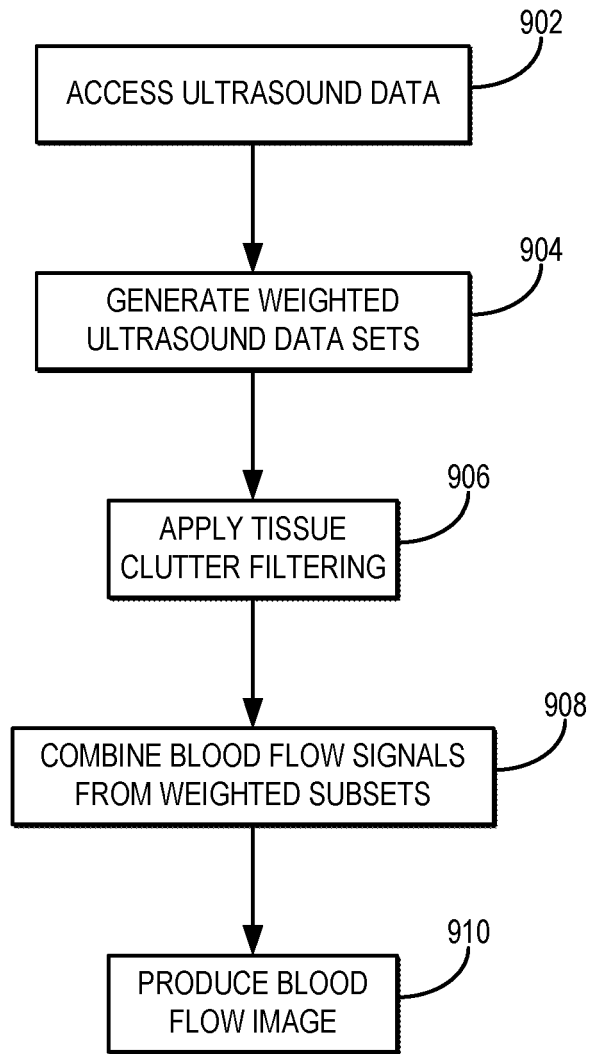 902
ACCESS ULTRASOUND DATA
904
GENERATE WEIGHTED
ULTRASOUND DATA SETS
906
APPLY TISSUE
CLUTTER FILTERING
908
COMBINE BLOOD FLOW SIGNALS
FROM WEIGHTED SUBSETS
910
PRODUCE BLOOD
FLOW IMAGE